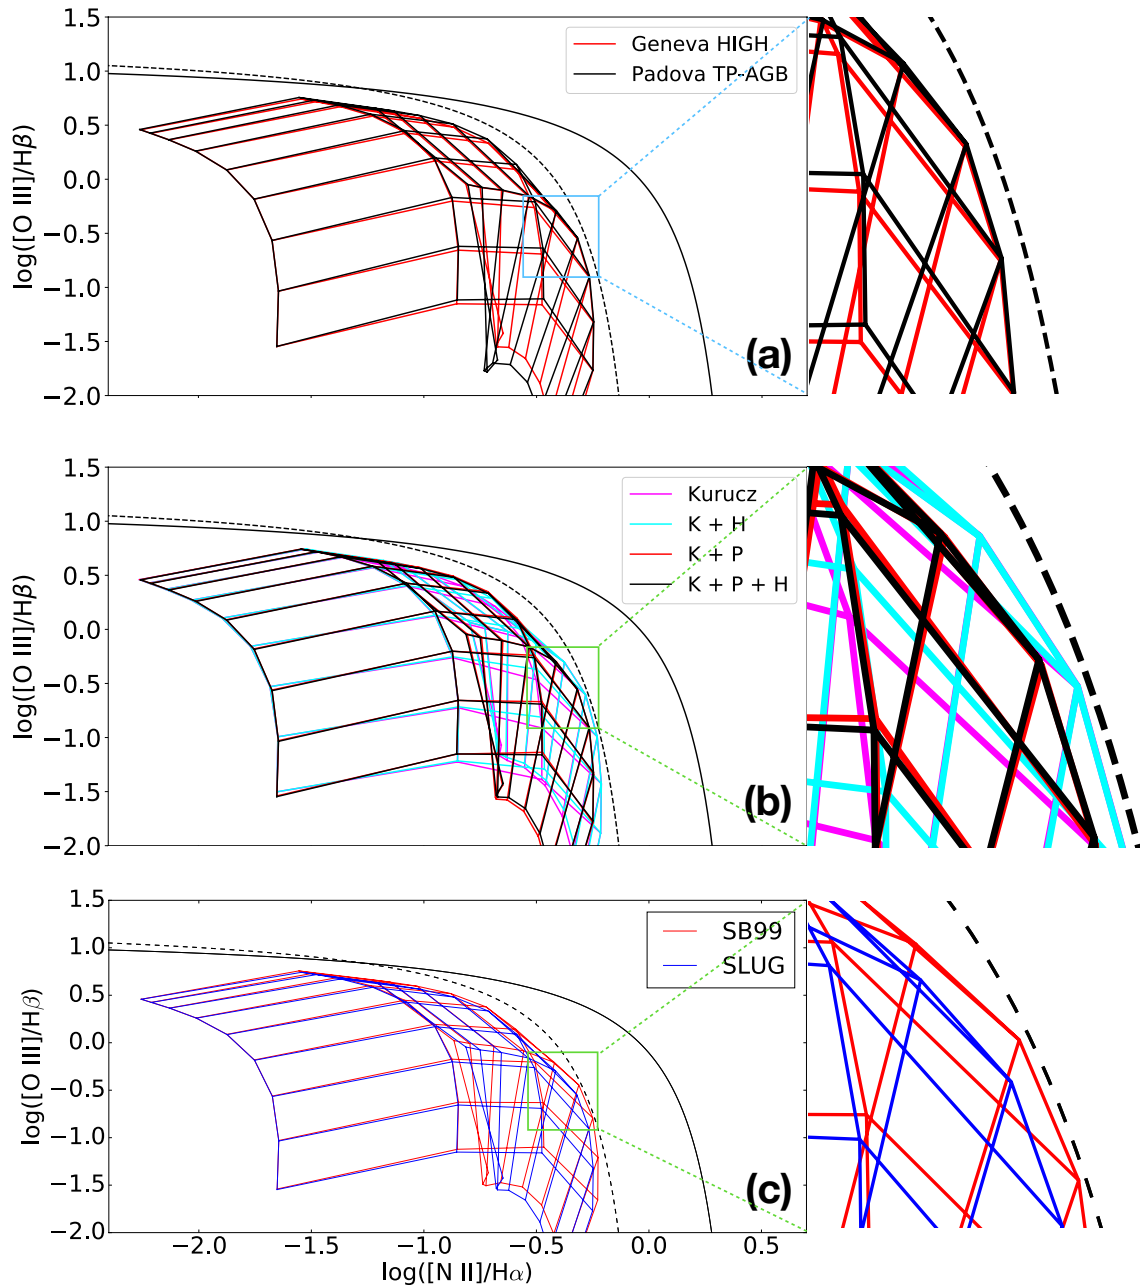 1.5
1.0
0.5
0.0
−0.5
−1.0
−1.5
−2.0
log([O III]/Hβ)
Geneva HIGH
Padova TP-AGB
(a)
1.5
1.0
0.5
0.0
−0.5
−1.0
−1.5
−2.0
log([O III]/Hβ)
Kurucz
K + H
K + P
K + P + H
(b)
1.5
1.0
0.5
0.0
−0.5
−1.0
−1.5
−2.0
log([O III]/Hβ)
SB99
SLUG
(c)
−2.0 −1.5 −1.0 −0.5 0.0 0.5
log([N II]/Hα)